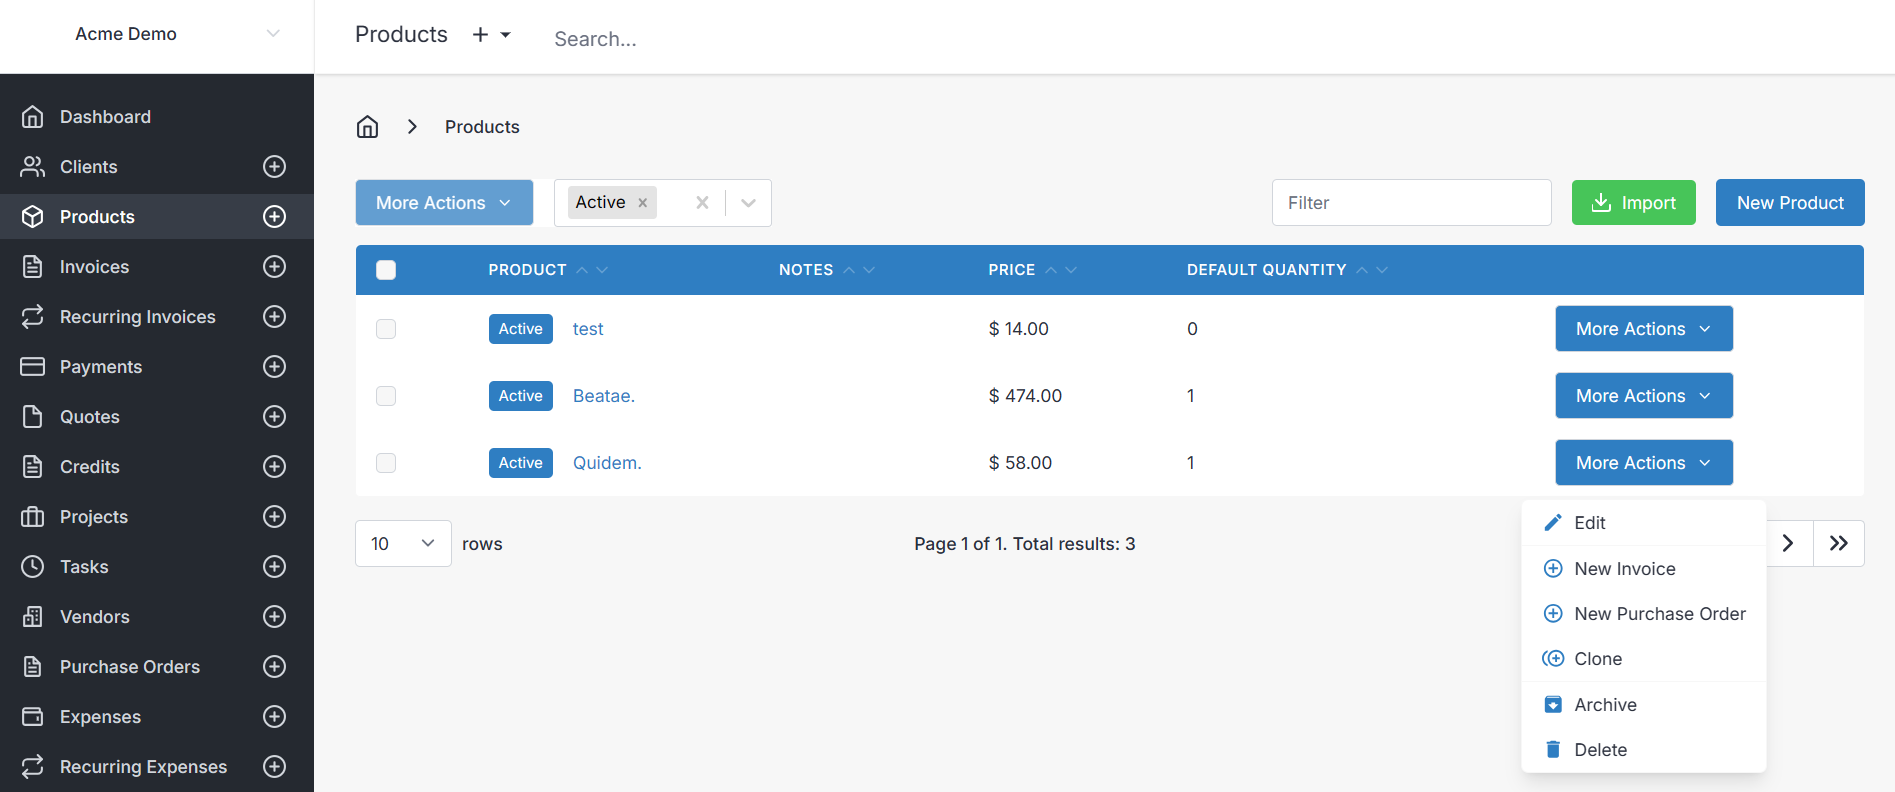 Acme Demo
Products
Search...
Dashboard
Clients
Products
Invoices
Recurring Invoices
Payments
Quotes
Credits
Projects
Tasks
Vendors
Purchase Orders
Expenses
Recurring Expenses
Products
More Actions
Active
Filter
Import
New Product
PRODUCT NOTES PRICE DEFAULT QUANTITY
Active test $ 14.00 0 More Actions
Active Beatae. $ 474.00 1 More Actions
Active Quidem. $ 58.00 1 More Actions
10 rows
Page 1 of 1. Total results: 3
Edit
New Invoice
New Purchase Order
Clone
Archive
Delete